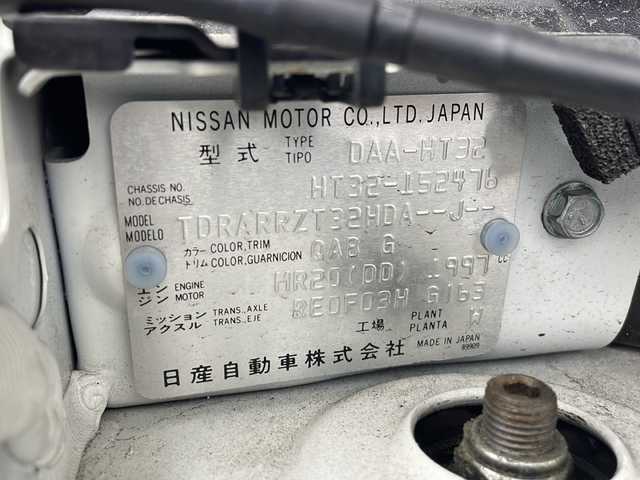 NISSAN MOTOR CO.,LTD. JAPAN
型式 TYPE TIPO DAA-HT32
CHASSIS NO. NO. DE CHASIS HT32-152476
MODEL MODELO TDRARRZT32HDA--J--
カラー COLOR, TRIM トリム COLOR, GUARNICION QAB G
エンジン ENGINE MOTOR HR20(DD) 1997 CC
ミッション アクスル TRANS., AXLE TRANS., EJE RE0F03H G163
工場 PLANT PLANTA W
日産自動車株式会社 MADE IN JAPAN
89909